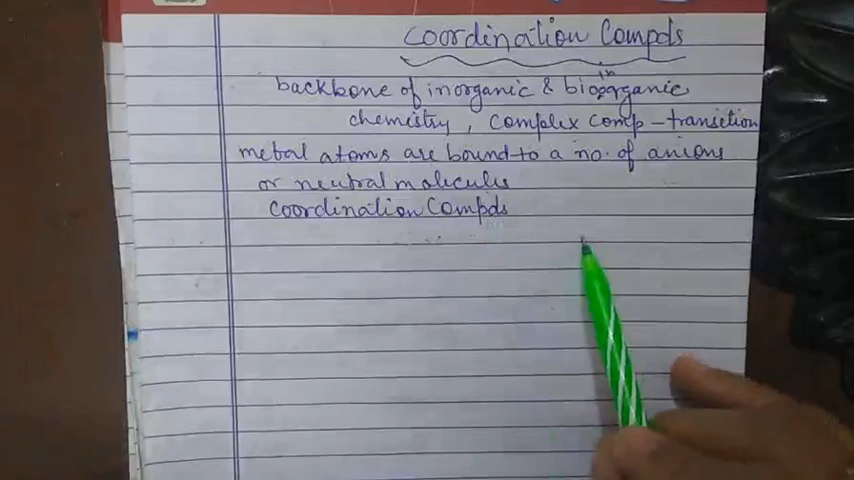 Coordination Compds
backbone of inorganic & bioinorganic
chemistry, complex comp - transition
metal atoms are bound to a no. of anions
or neutral molecules
Coordination Compds